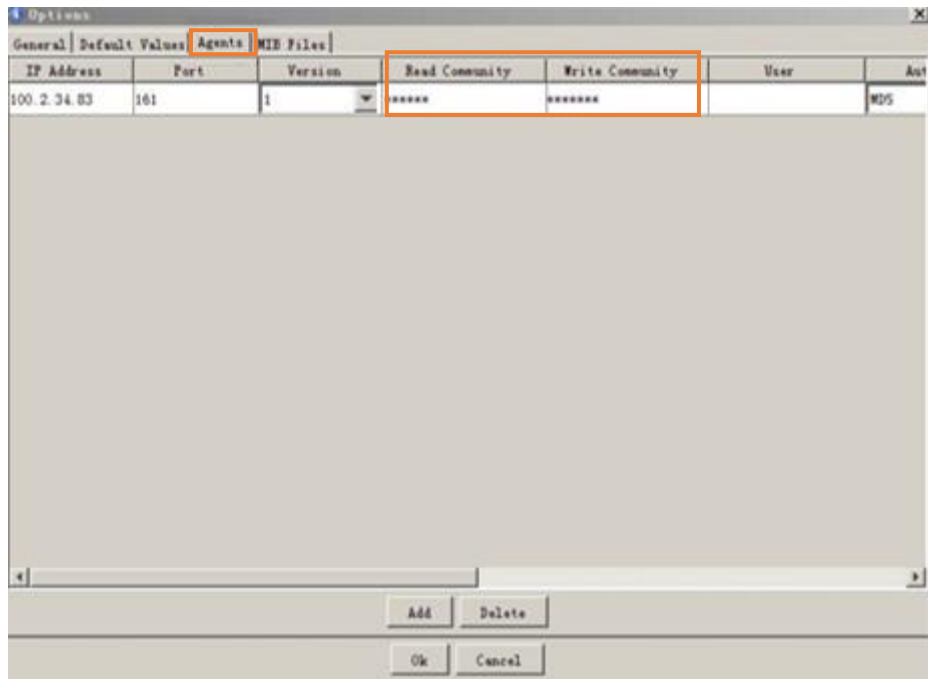 Options
General Default Values Agents MIB Files
IP Address Port Version Read Community Write Community User Aut
100.2.34.83 161 1 ****** ******* MD5
Add Delete
Ok Cancel